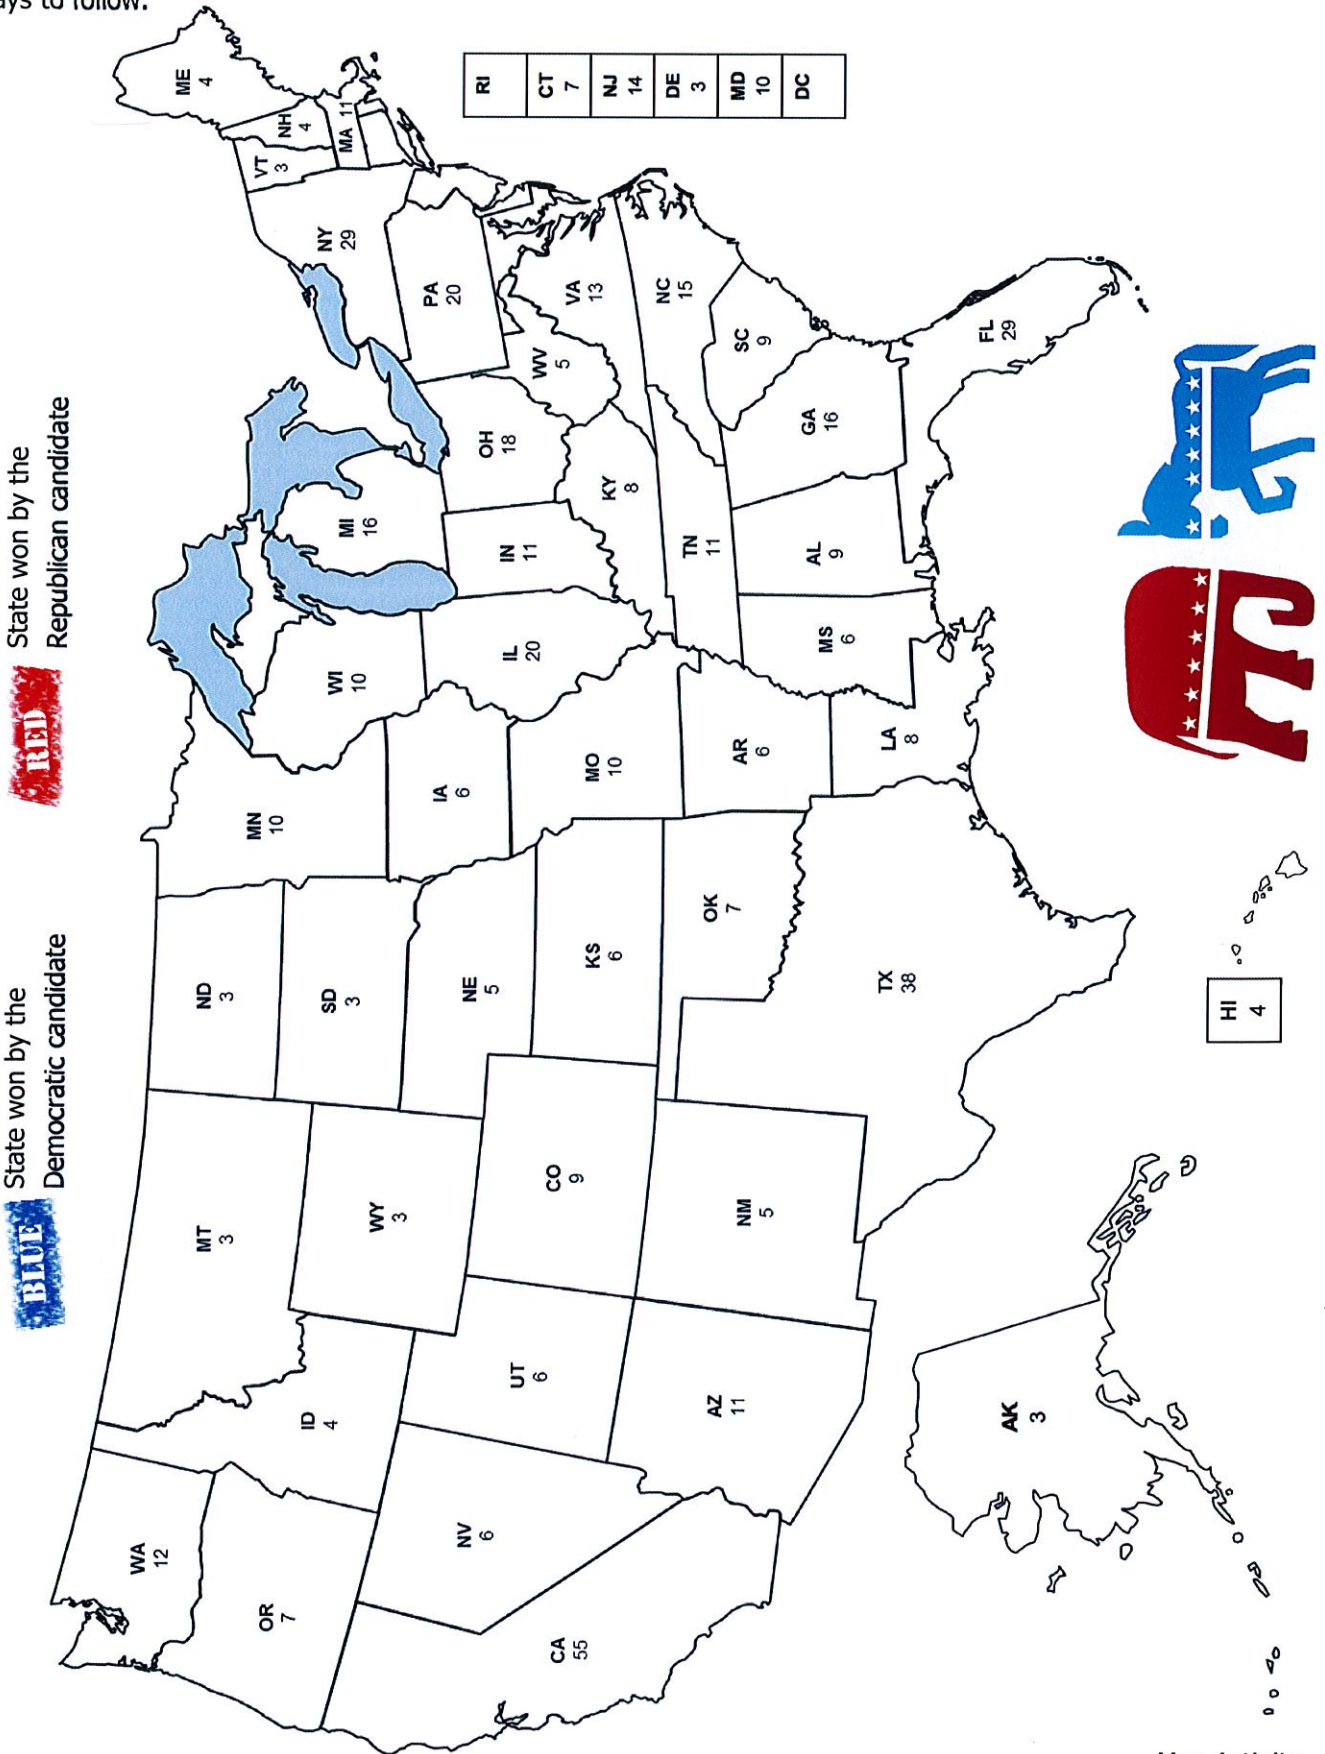 ays to follow.
BLUE
State won by the
Democratic candidate
RED
State won by the
Republican candidate
WA
12
OR
7
CA
55
NV
6
ID
4
MT
3
WY
3
UT
6
AZ
11
CO
9
NM
5
ND
3
SD
3
NE
5
KS
6
OK
7
TX
38
MN
10
IA
6
MO
10
AR
6
LA
8
WI
10
IL
20
MI
16
IN
11
OH
18
KY
8
TN
11
MS
6
AL
9
GA
16
FL
29
SC
9
NC
15
VA
13
WV
5
PA
20
NY
29
VT
3
NH
4
ME
4
MA 11
RI
CT
7
NJ
14
DE
3
MD
10
DC
AK
3
HI
4